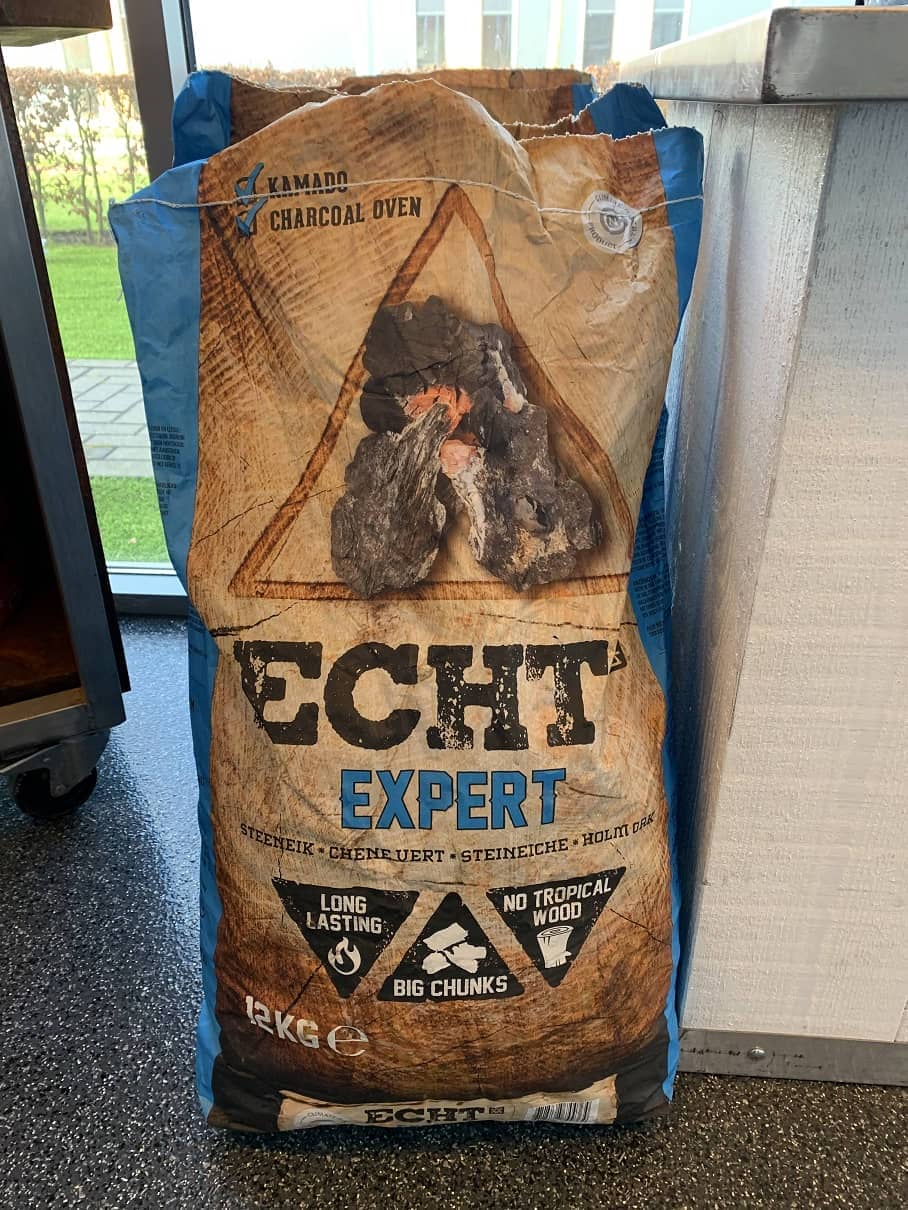 KAMADO
CHARCOAL OVEN
ECHT
EXPERT
STEENEIK • CHENE VERT • STEINEICHE • HOLM OAK
LONG
LASTING
BIG CHUNKS
NO TROPICAL
WOOD
12KG e
ECHT